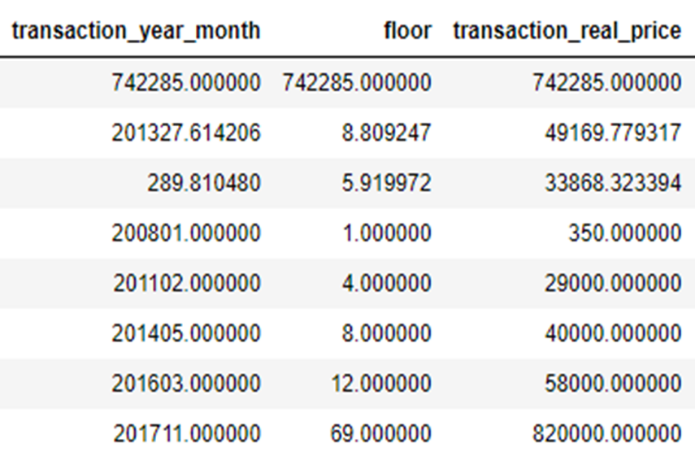 transaction_year_month floor transaction_real_price
742285.000000 742285.000000 742285.000000
201327.614206 8.809247 49169.779317
289.810480 5.919972 33868.323394
200801.000000 1.000000 350.000000
201102.000000 4.000000 29000.000000
201405.000000 8.000000 40000.000000
201603.000000 12.000000 58000.000000
201711.000000 69.000000 820000.000000